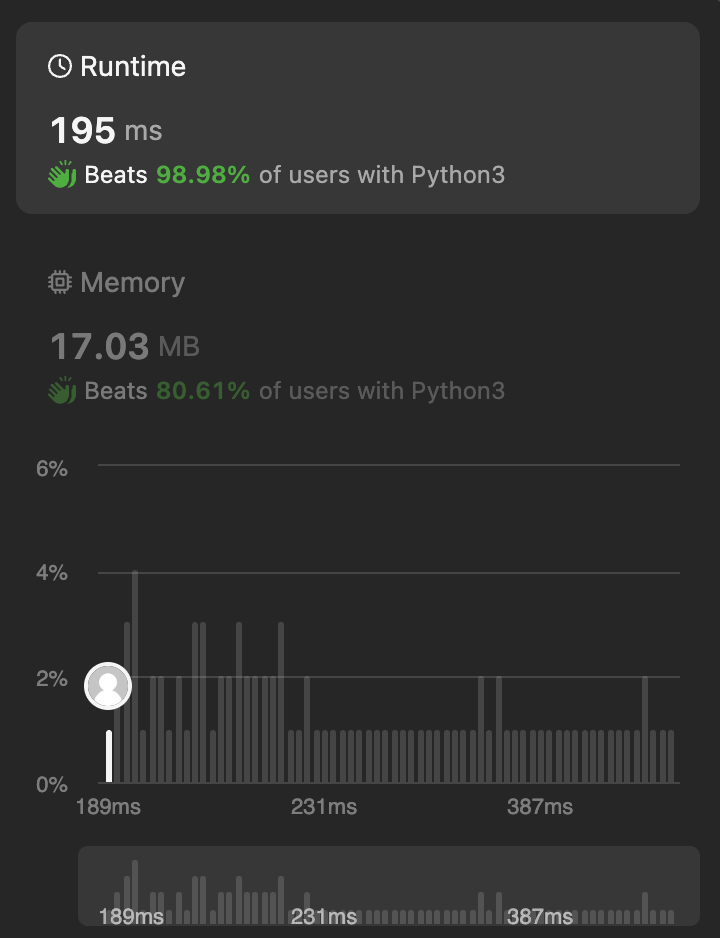 Runtime
195 ms
Beats 98.98% of users with Python3
Memory
17.03 MB
Beats 80.61% of users with Python3
6%
4%
2%
0%
189ms 231ms 387ms
189ms 231ms 387ms